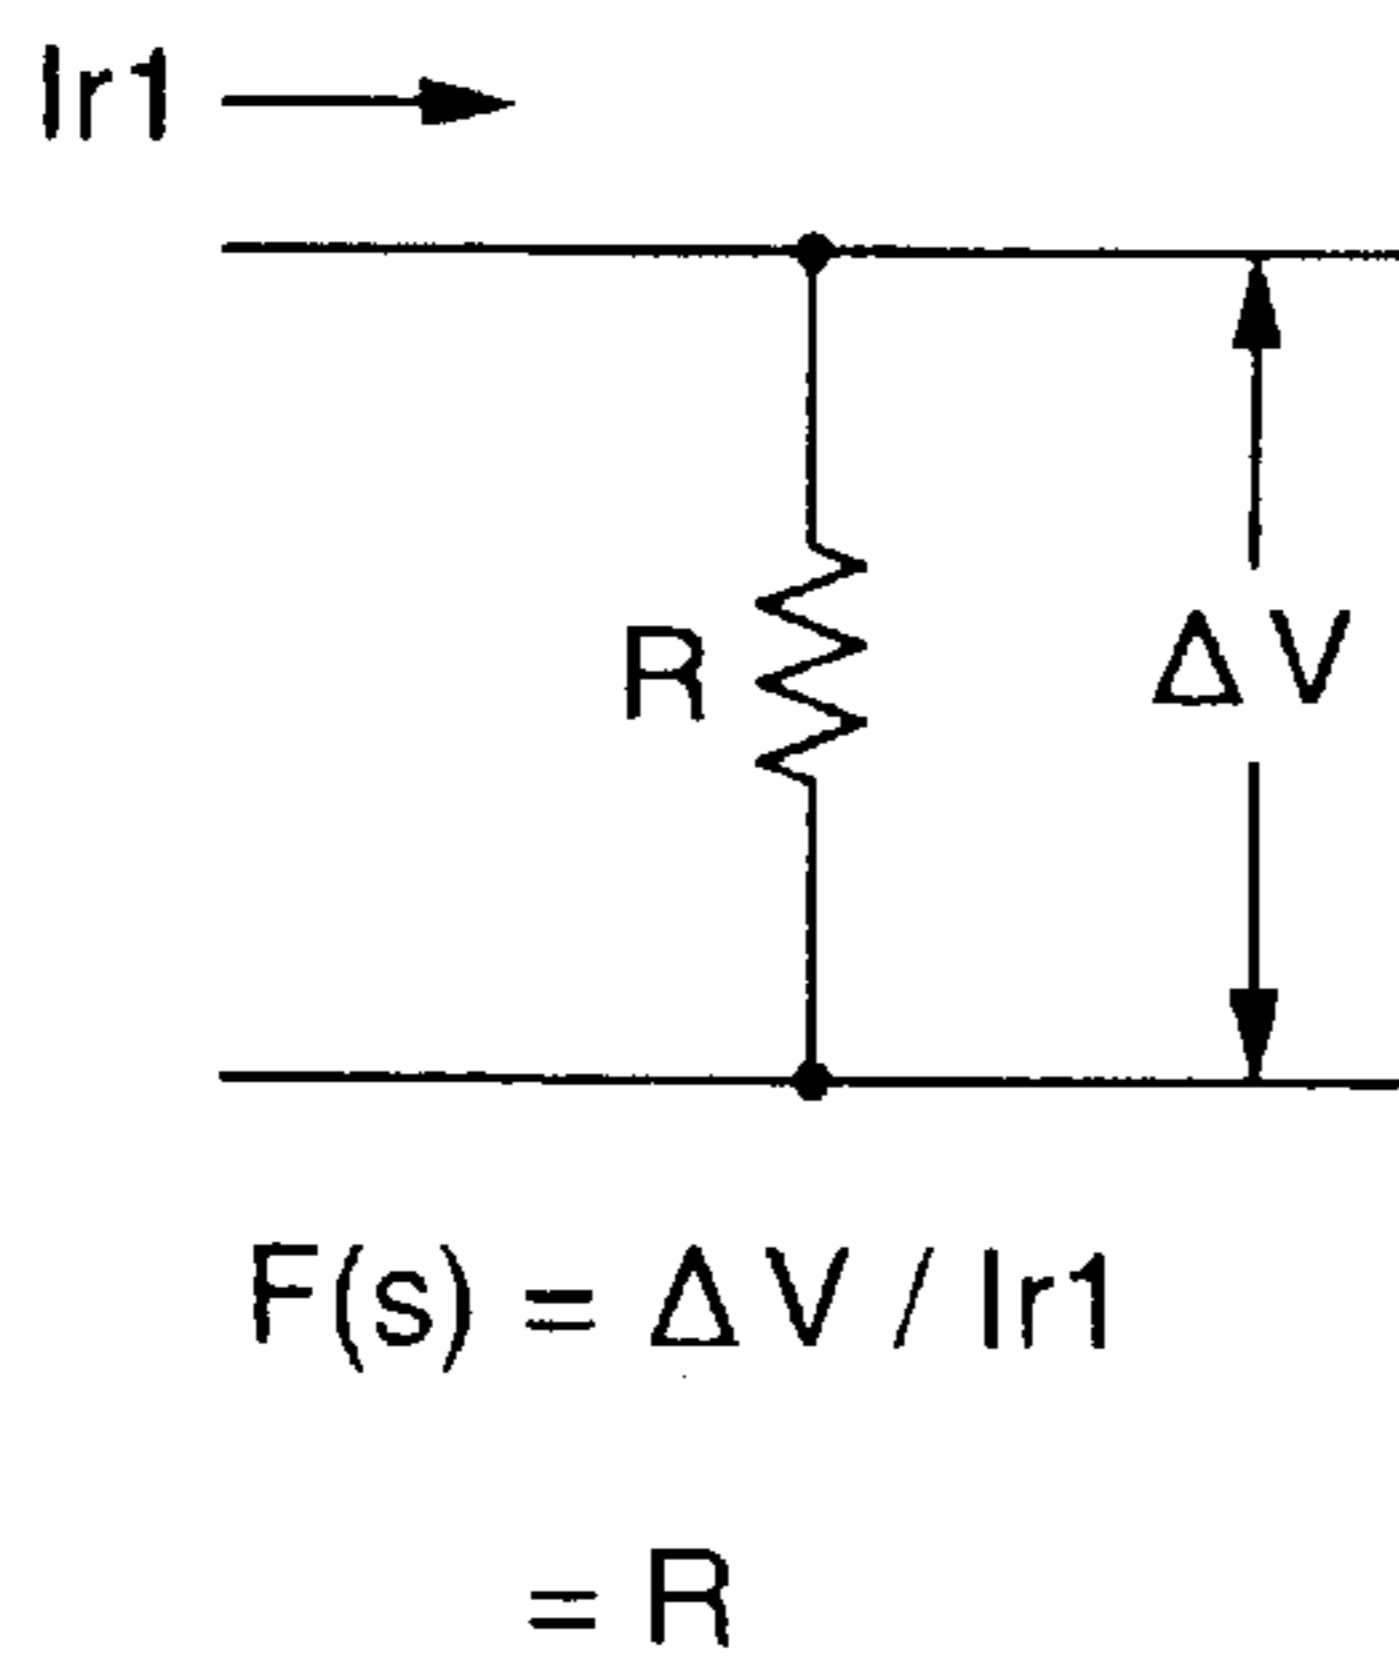 Ir1
R
ΔV
F(s) = ΔV / Ir1
= R